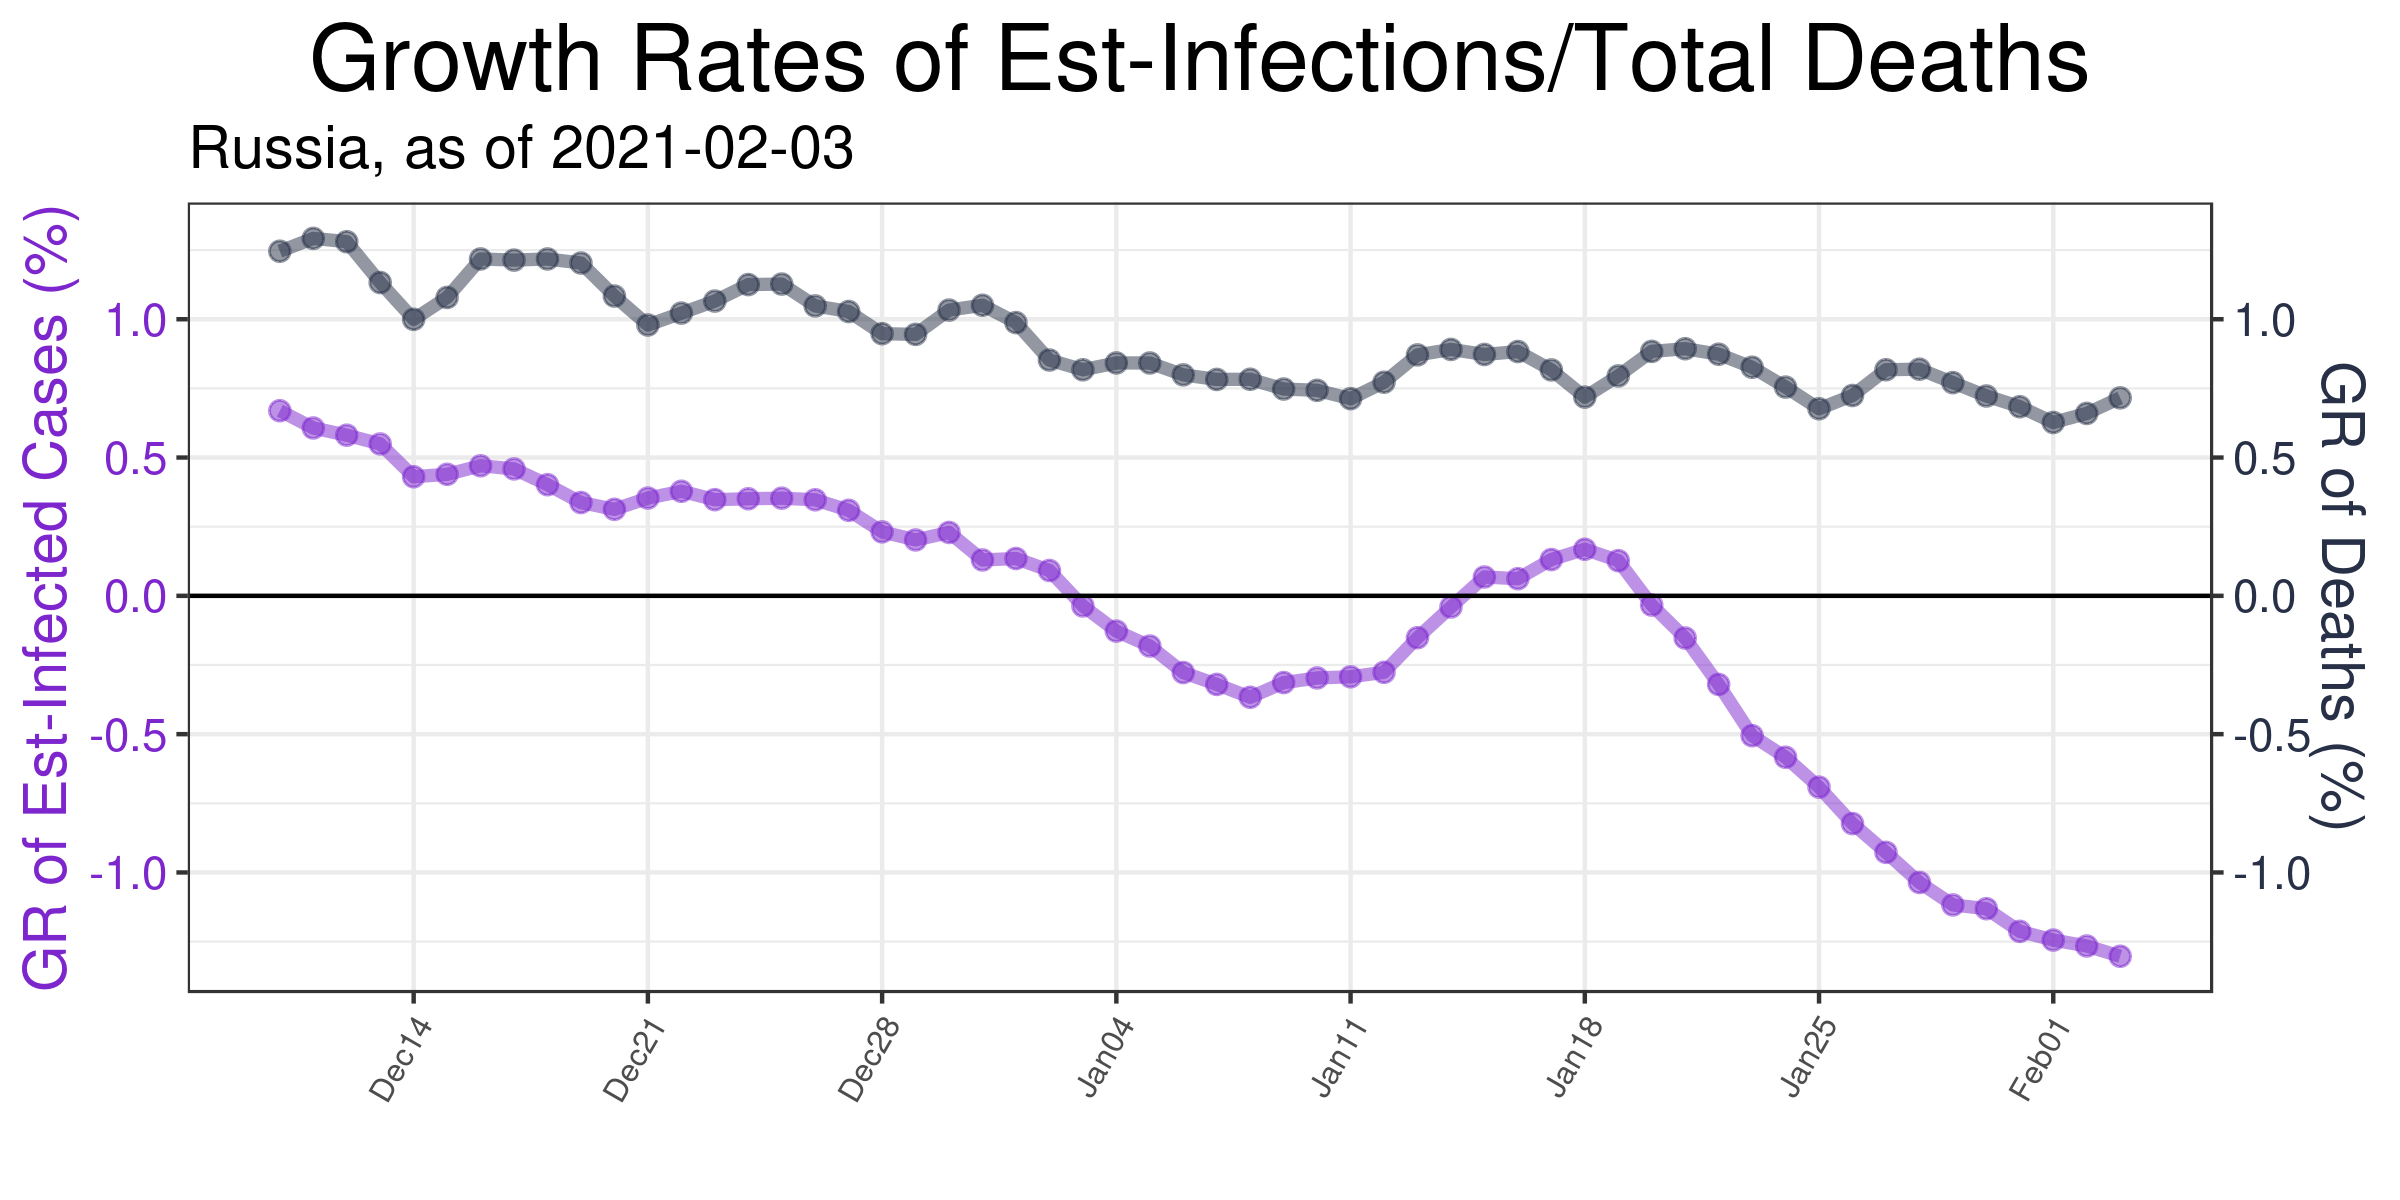 Growth Rates of Est-Infections/Total Deaths
Russia, as of 2021-02-03
GR of Est-Infected Cases (%)
1.0
0.5
0.0
-0.5
-1.0
1.0
0.5
0.0
-0.5
-1.0
GR of Deaths (%)
Dec14
Dec21
Dec28
Jan04
Jan11
Jan18
Jan25
Feb01